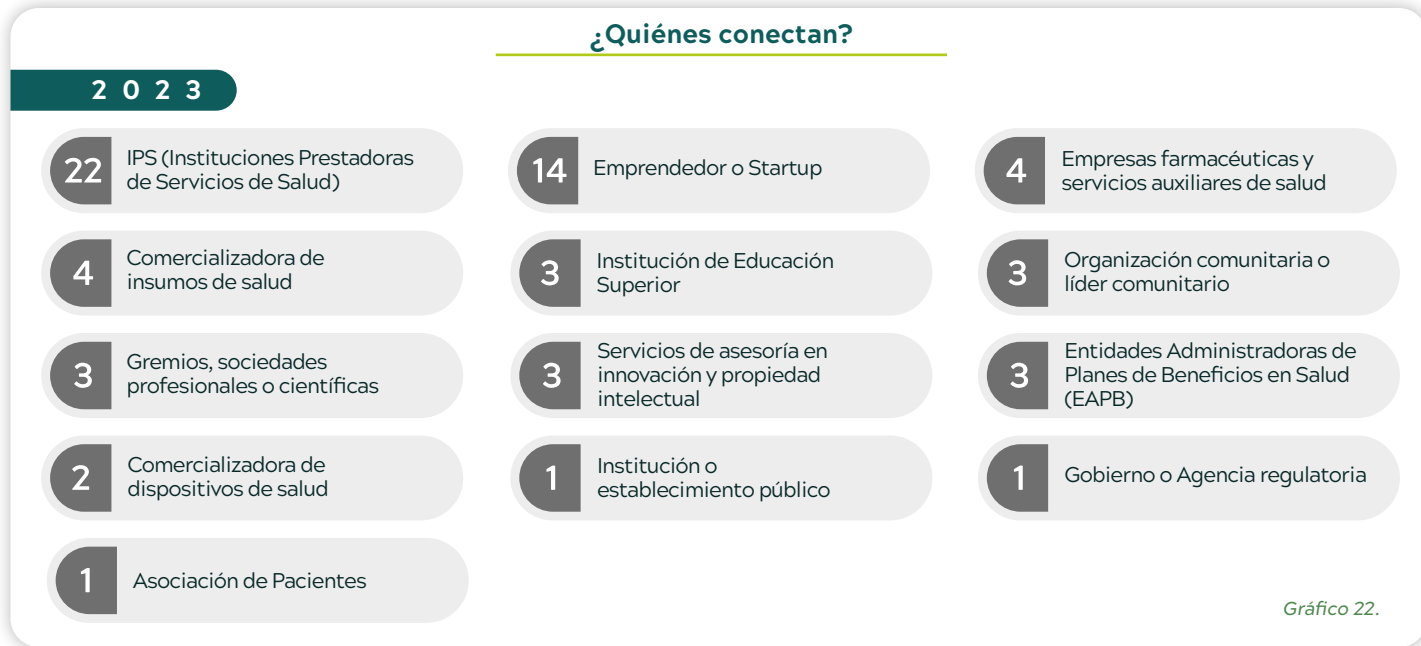 ¿Quiénes conectan?
2 0 2 3
22
IPS (Instituciones Prestadoras
de Servicios de Salud)
14
Emprendedor o Startup
4
Empresas farmacéuticas y
servicios auxiliares de salud
4
Comercializadora de
insumos de salud
3
Institución de Educación
Superior
3
Organización comunitaria o
líder comunitario
3
Gremios, sociedades
profesionales o científicas
3
Servicios de asesoría en
innovación y propiedad
intelectual
3
Entidades Administradoras de
Planes de Beneficios en Salud
(EAPB)
2
Comercializadora de
dispositivos de salud
1
Institución o
establecimiento público
1
Gobierno o Agencia regulatoria
1
Asociación de Pacientes
Gráfico 22.